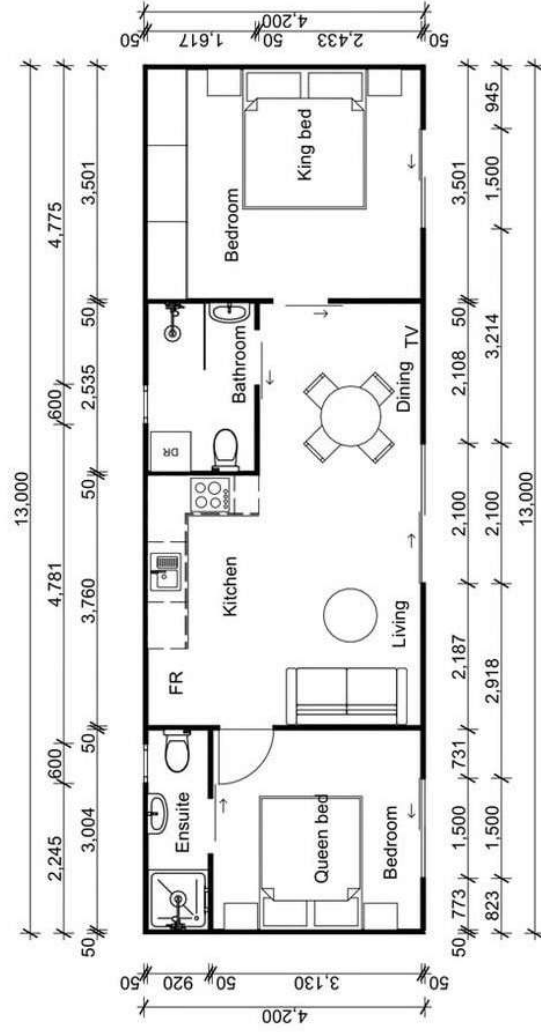 13,000
2,245 600 4,781 600 4,775
50 3,004 50 3,760 50 2,535 50 3,501
4,200
50 920 50 3,130 50
Ensuite
Queen bed
Bedroom
FR
Kitchen
Living
DR
Bathroom
Dining
TV
Bedroom
King bed
50 1,617 50 2,433 50
4,200
50 773 1,500 731 2,187 2,100 2,108 50 3,501
823 1,500 2,918 2,100 3,214 1,500 945
13,000